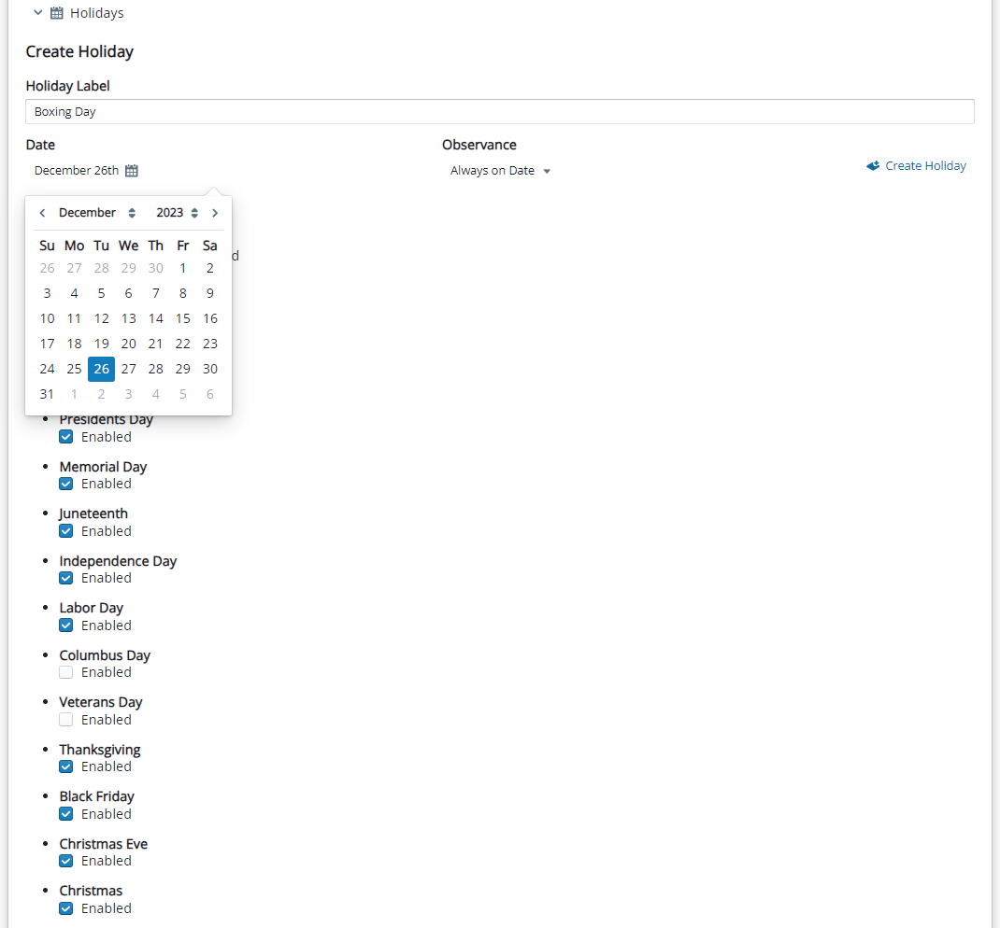 Holidays
Create Holiday
Holiday Label
Boxing Day
Date Observance
December 26th Always on Date Create Holiday
December 2023
Su Mo Tu We Th Fr Sa
26 27 28 29 30 1 2
3 4 5 6 7 8 9
10 11 12 13 14 15 16
17 18 19 20 21 22 23
24 25 26 27 28 29 30
31 1 2 3 4 5 6
Presidents Day
Enabled
Memorial Day
Enabled
Juneteenth
Enabled
Independence Day
Enabled
Labor Day
Enabled
Columbus Day
Enabled
Veterans Day
Enabled
Thanksgiving
Enabled
Black Friday
Enabled
Christmas Eve
Enabled
Christmas
Enabled